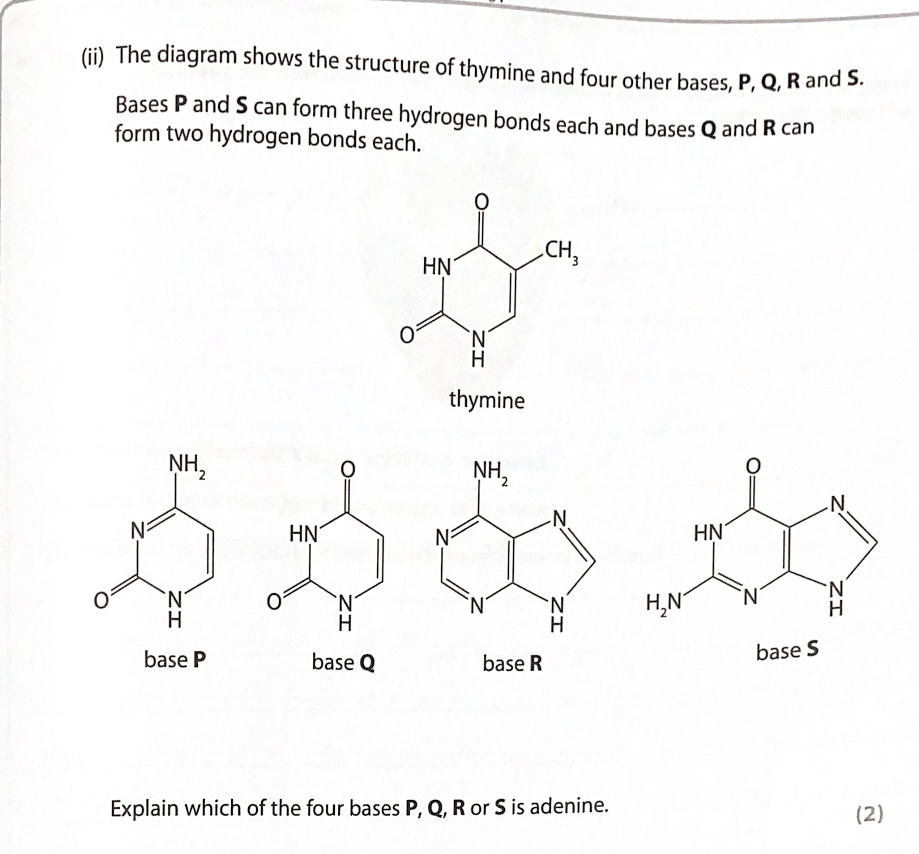 (ii) The diagram shows the structure of thymine and four other bases, P, Q, R and S.
Bases P and S can form three hydrogen bonds each and bases Q and R can
form two hydrogen bonds each.
O
CH₃
HN
O
N
H
thymine
NH₂
N
O
N
H
base P
O
HN
O
N
H
base Q
NH₂
N
N
N
N
H
base R
O
N
HN
H₂N
N
N
H
base S
Explain which of the four bases P, Q, R or S is adenine.
(2)